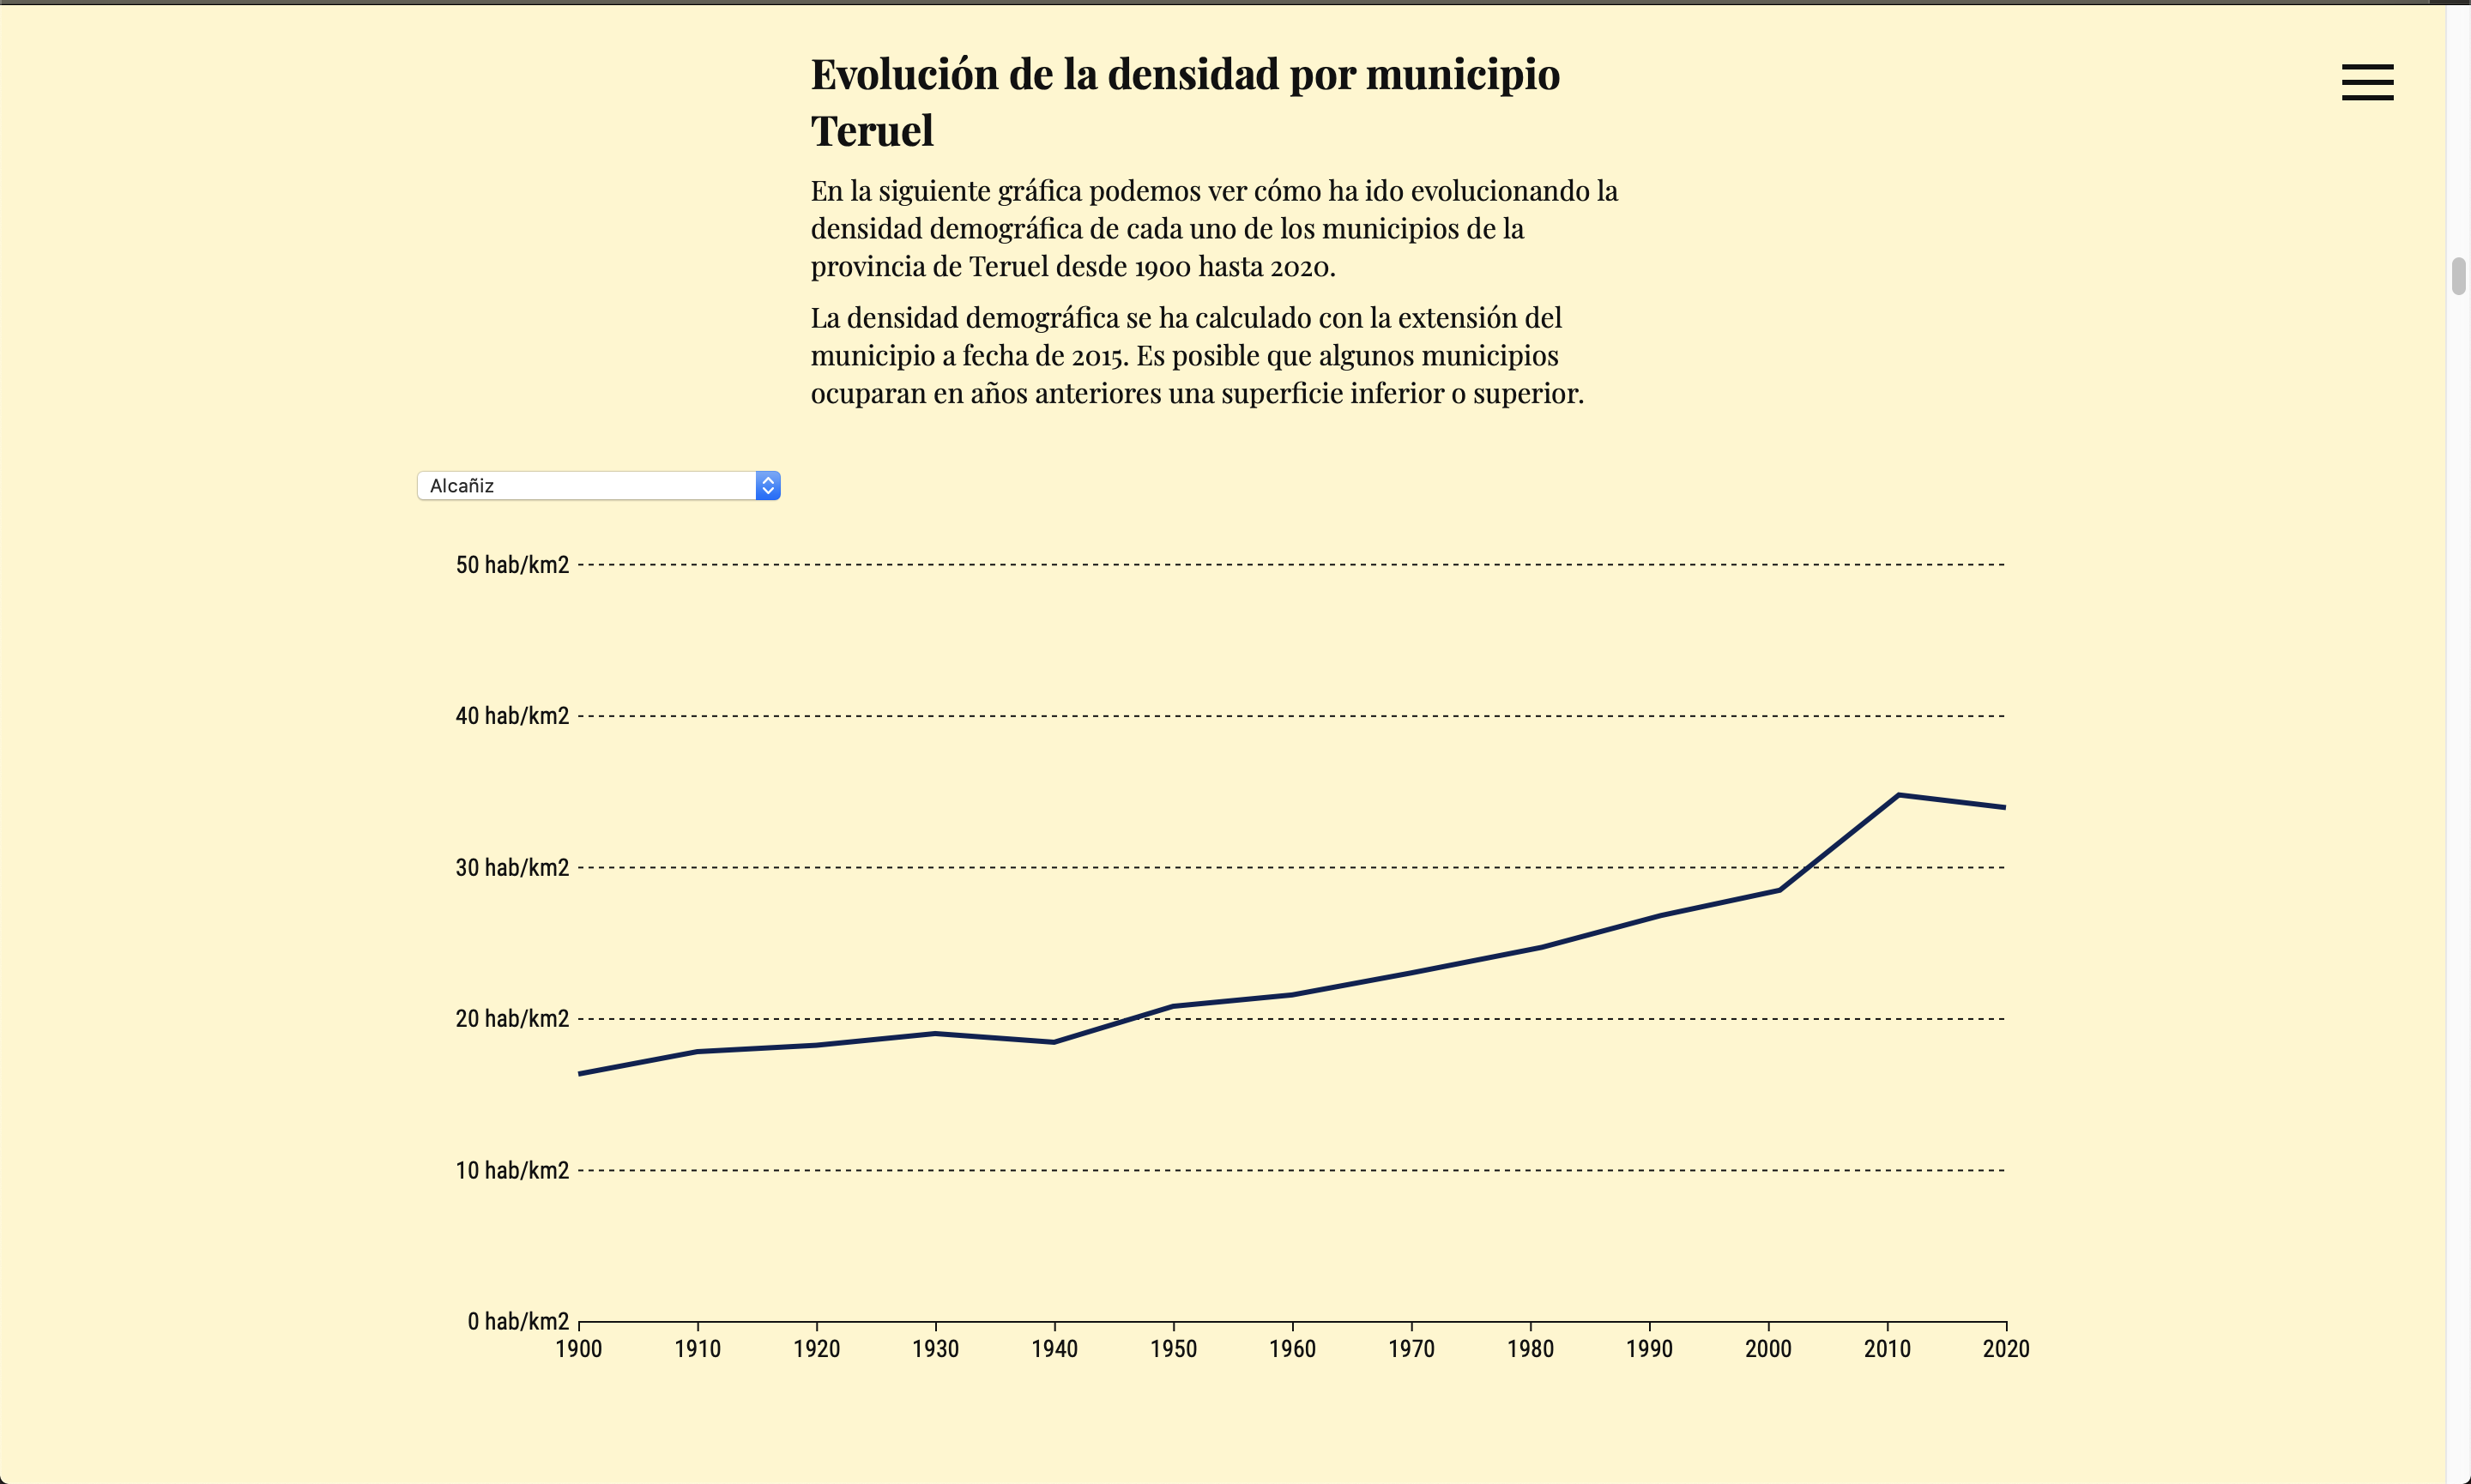 Evolución de la densidad por municipio
Teruel
En la siguiente gráfica podemos ver cómo ha ido evolucionando la
densidad demográfica de cada uno de los municipios de la
provincia de Teruel desde 1900 hasta 2020.
La densidad demográfica se ha calculado con la extensión del
municipio a fecha de 2015. Es posible que algunos municipios
ocuparan en años anteriores una superficie inferior o superior.
Alcañiz
50 hab/km2
40 hab/km2
30 hab/km2
20 hab/km2
10 hab/km2
0 hab/km2
1900 1910 1920 1930 1940 1950 1960 1970 1980 1990 2000 2010 2020